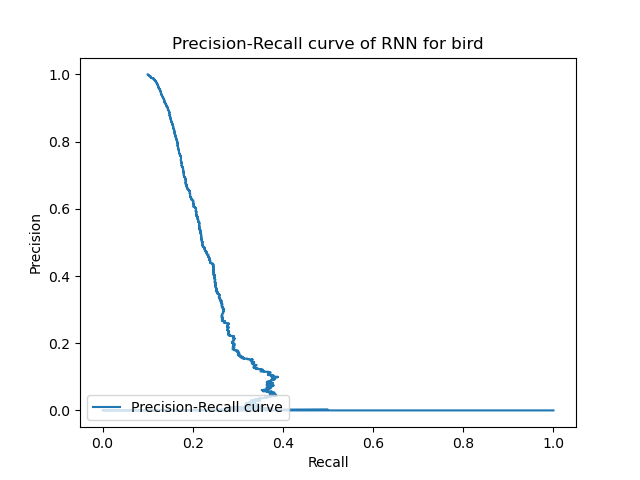 Precision-Recall curve of RNN for bird
1.0
0.8
0.6
0.4
0.2
0.0
Precision
Precision-Recall curve
0.0 0.2 0.4 0.6 0.8 1.0
Recall